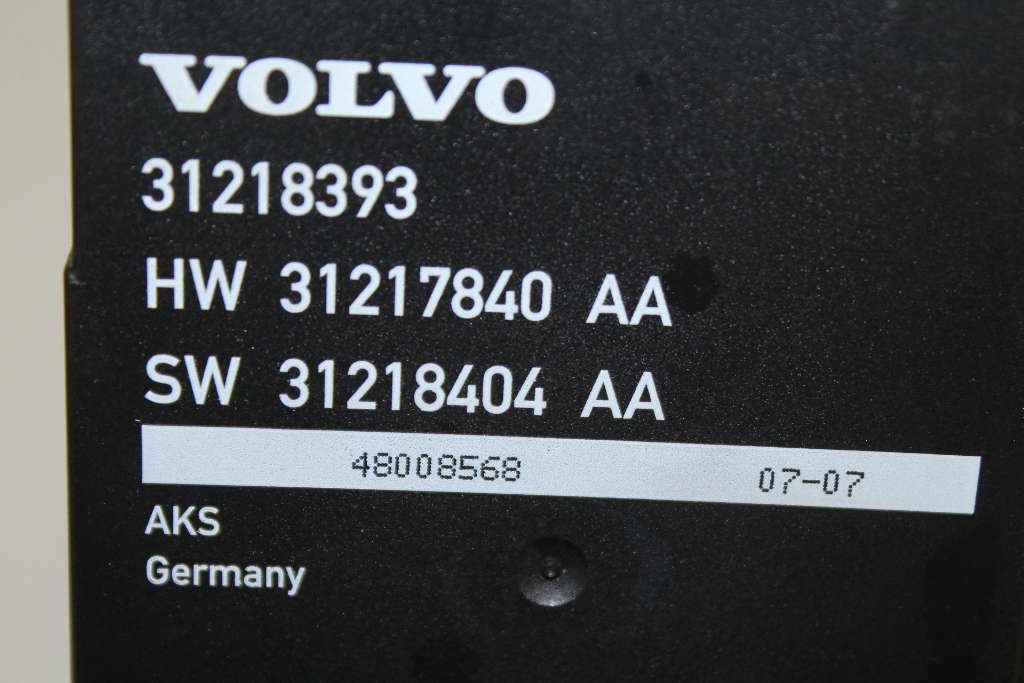 VOLVO
31218393
HW 31217840 AA
SW 31218404 AA
48008568 07-07
AKS
Germany